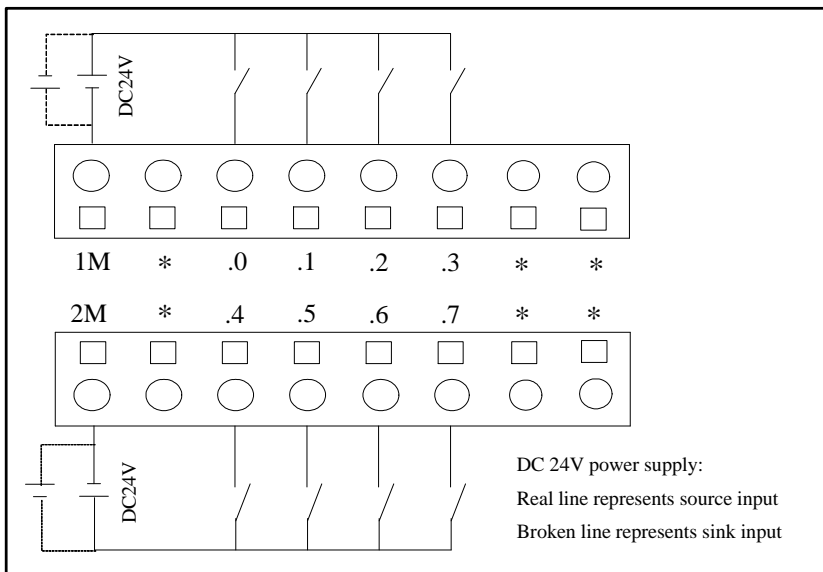 DC24V
1M * .0 .1 .2 .3 * *
2M * .4 .5 .6 .7 * *
DC24V
DC 24V power supply:
Real line represents source input
Broken line represents sink input